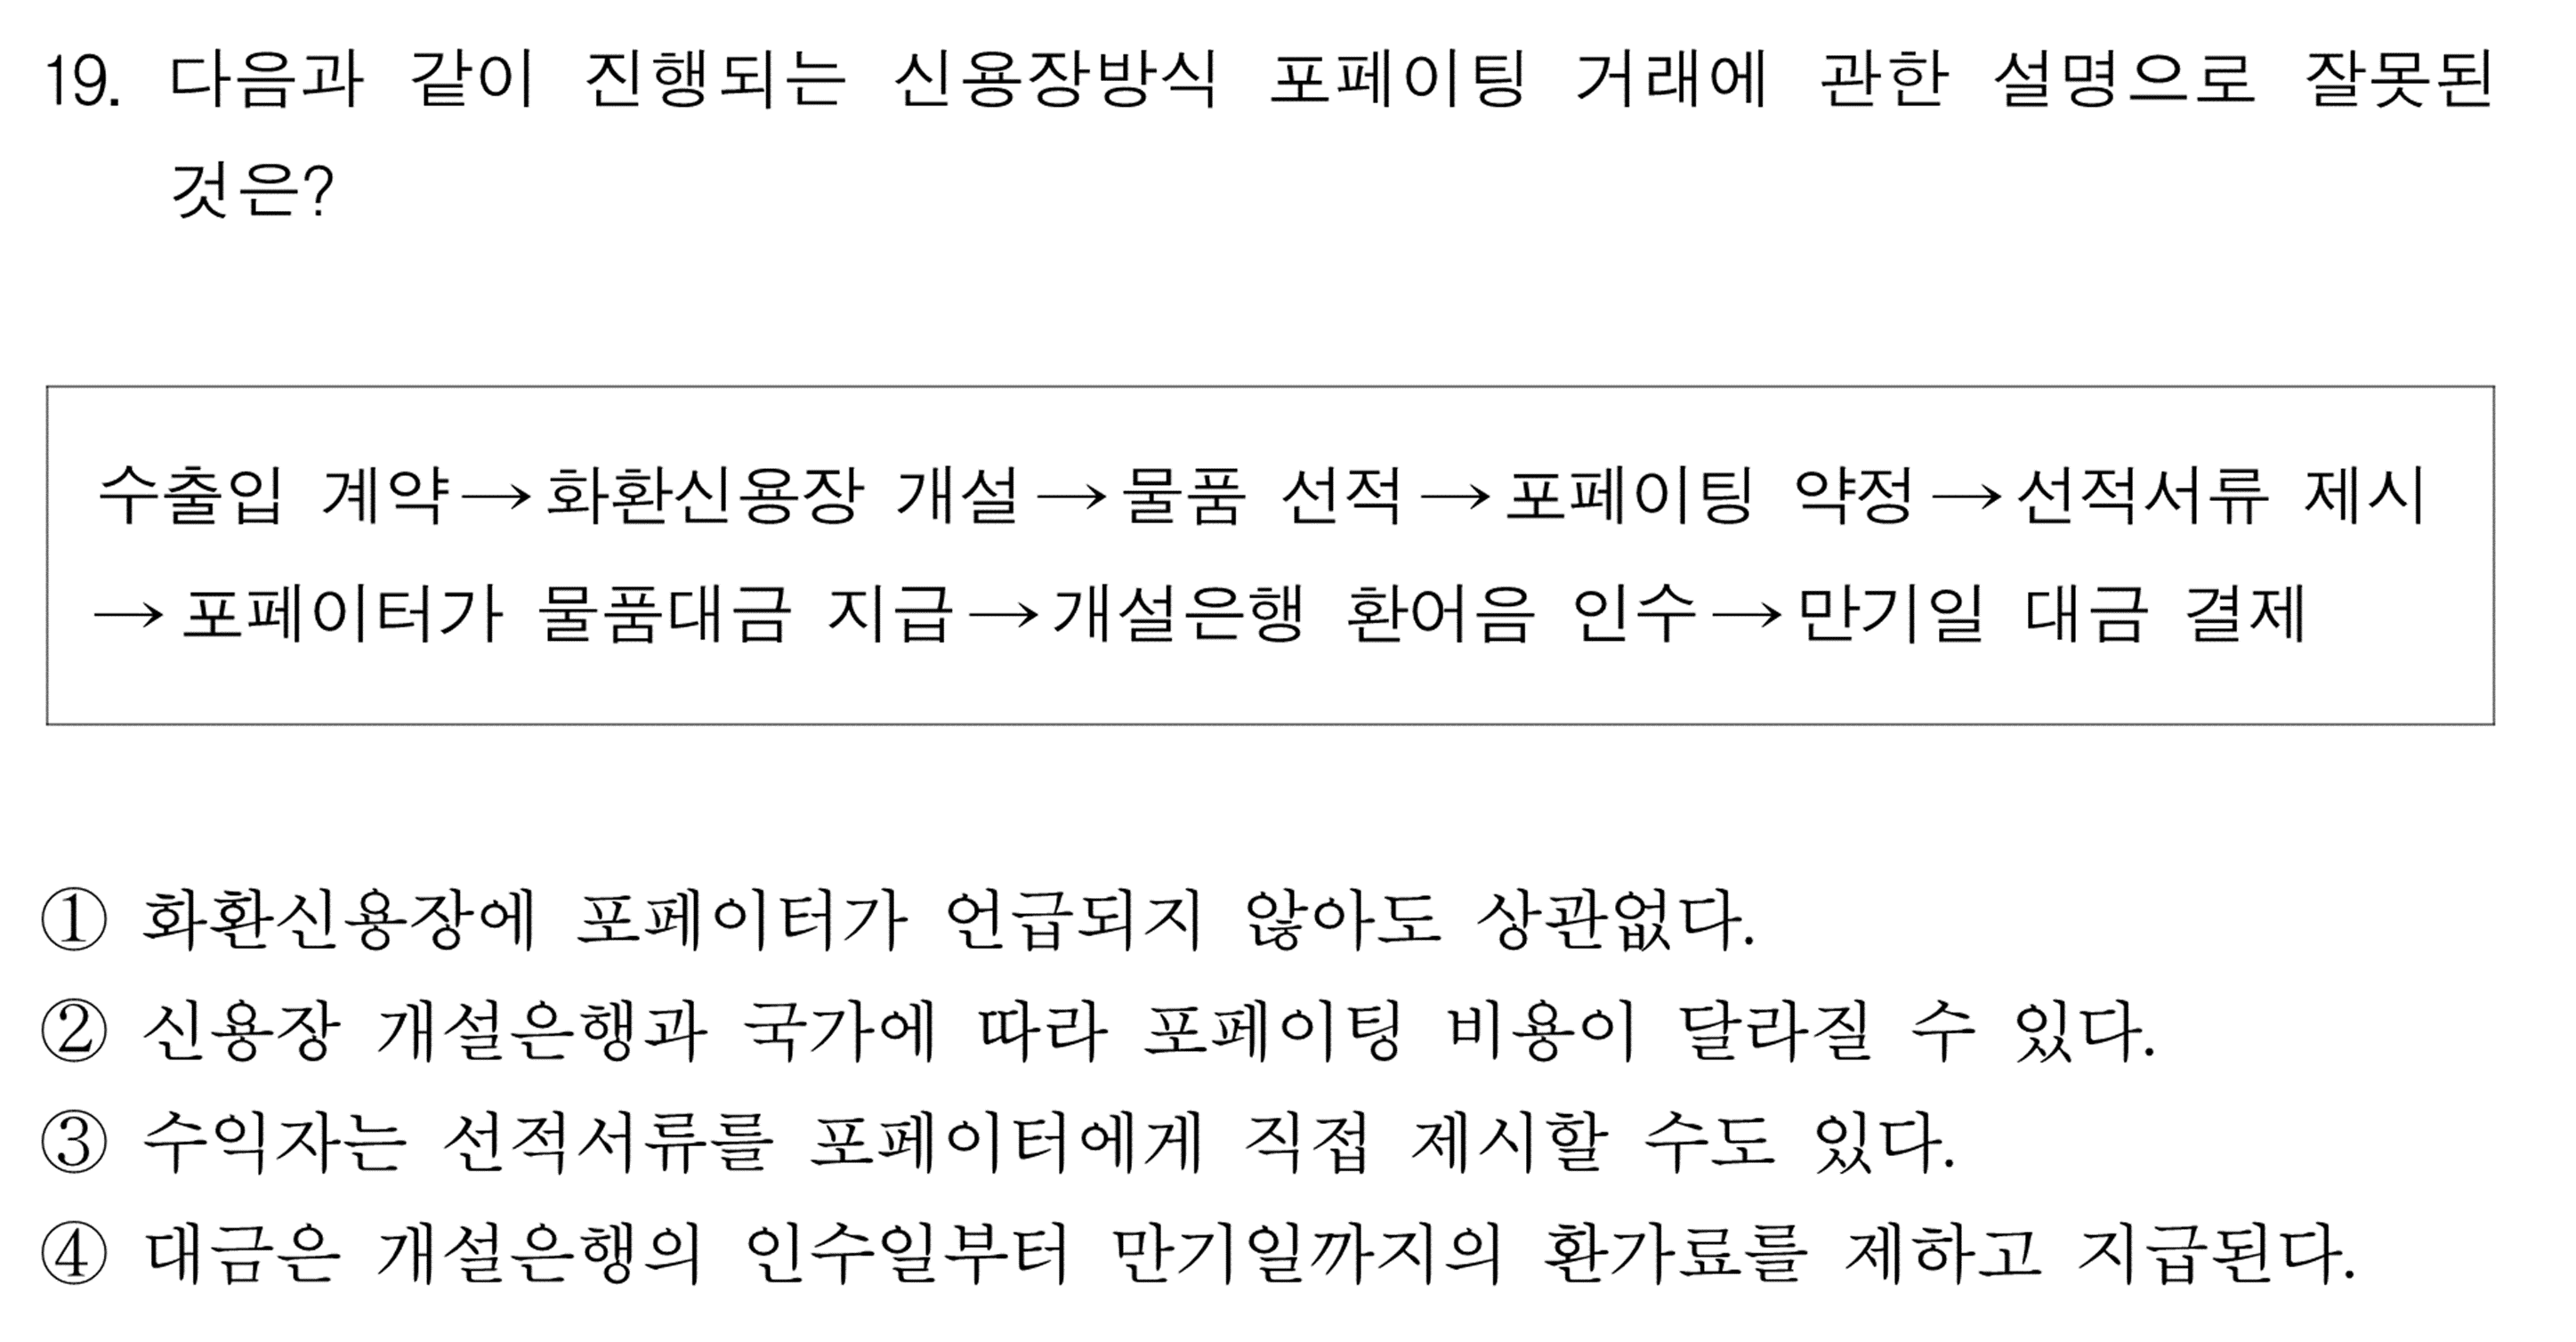 19. 다음과 같이 진행되는 신용장방식 포페이팅 거래에 관한 설명으로 잘못된
것은?
수출입 계약→화환신용장 개설→물품 선적→포페이팅 약정→선적서류 제시
→포페이터가 물품대금 지급→개설은행 환어음 인수→만기일 대금 결제
① 화환신용장에 포페이터가 언급되지 않아도 상관없다.
② 신용장 개설은행과 국가에 따라 포페이팅 비용이 달라질 수 있다.
③ 수익자는 선적서류를 포페이터에게 직접 제시할 수도 있다.
④ 대금은 개설은행의 인수일부터 만기일까지의 환가료를 제하고 지급된다.